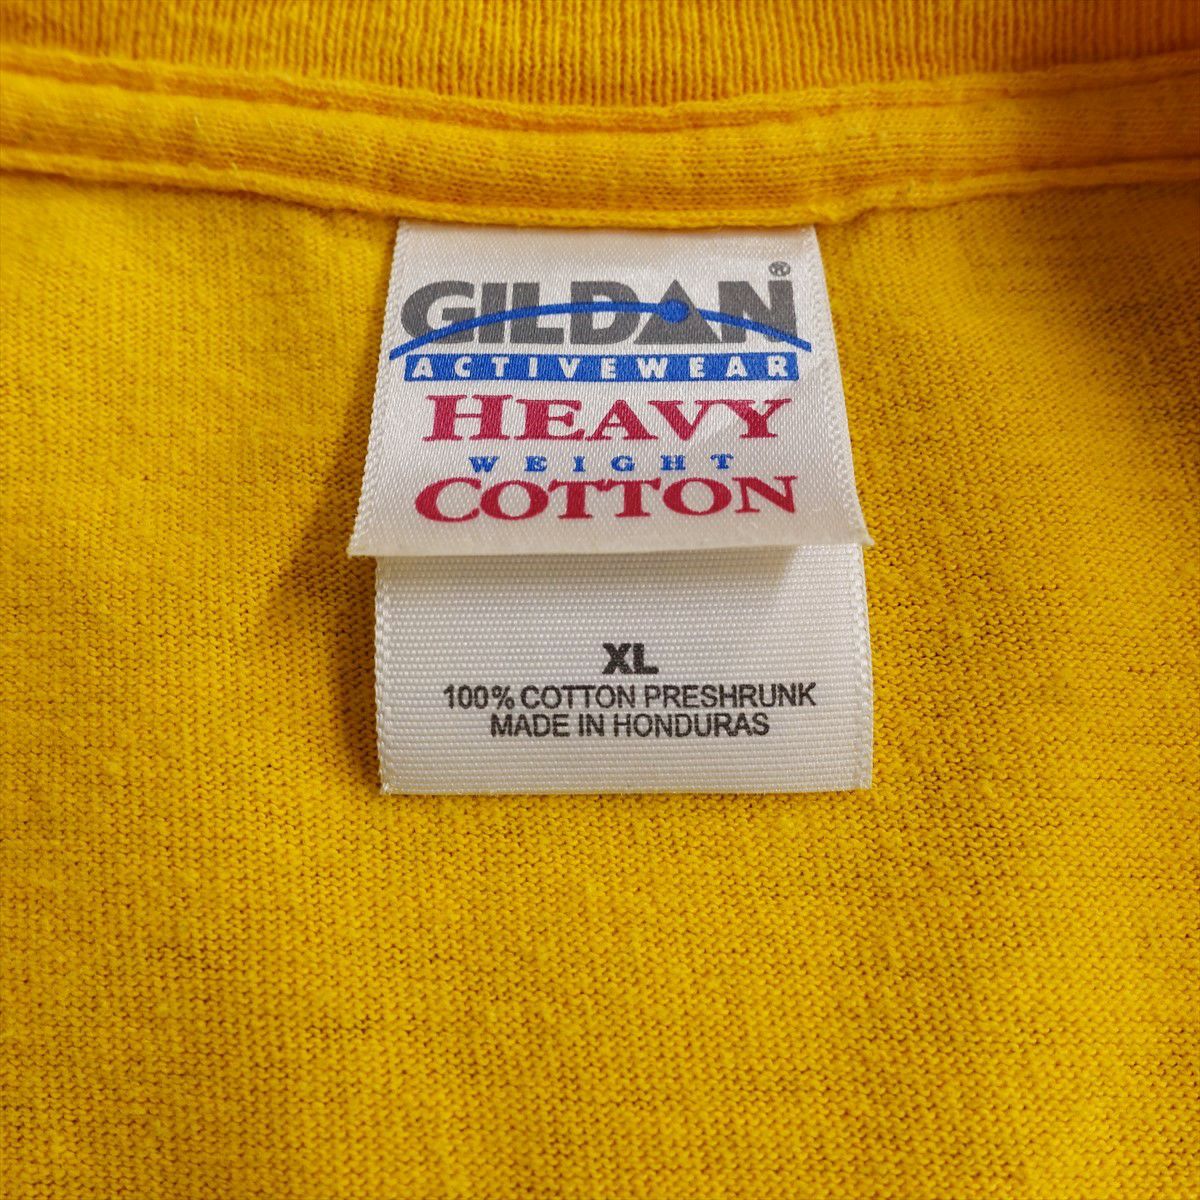 GILDAN®
ACTIVEWEAR
HEAVY
WEIGHT
COTTON
XL
100% COTTON PRESHRUNK
MADE IN HONDURAS